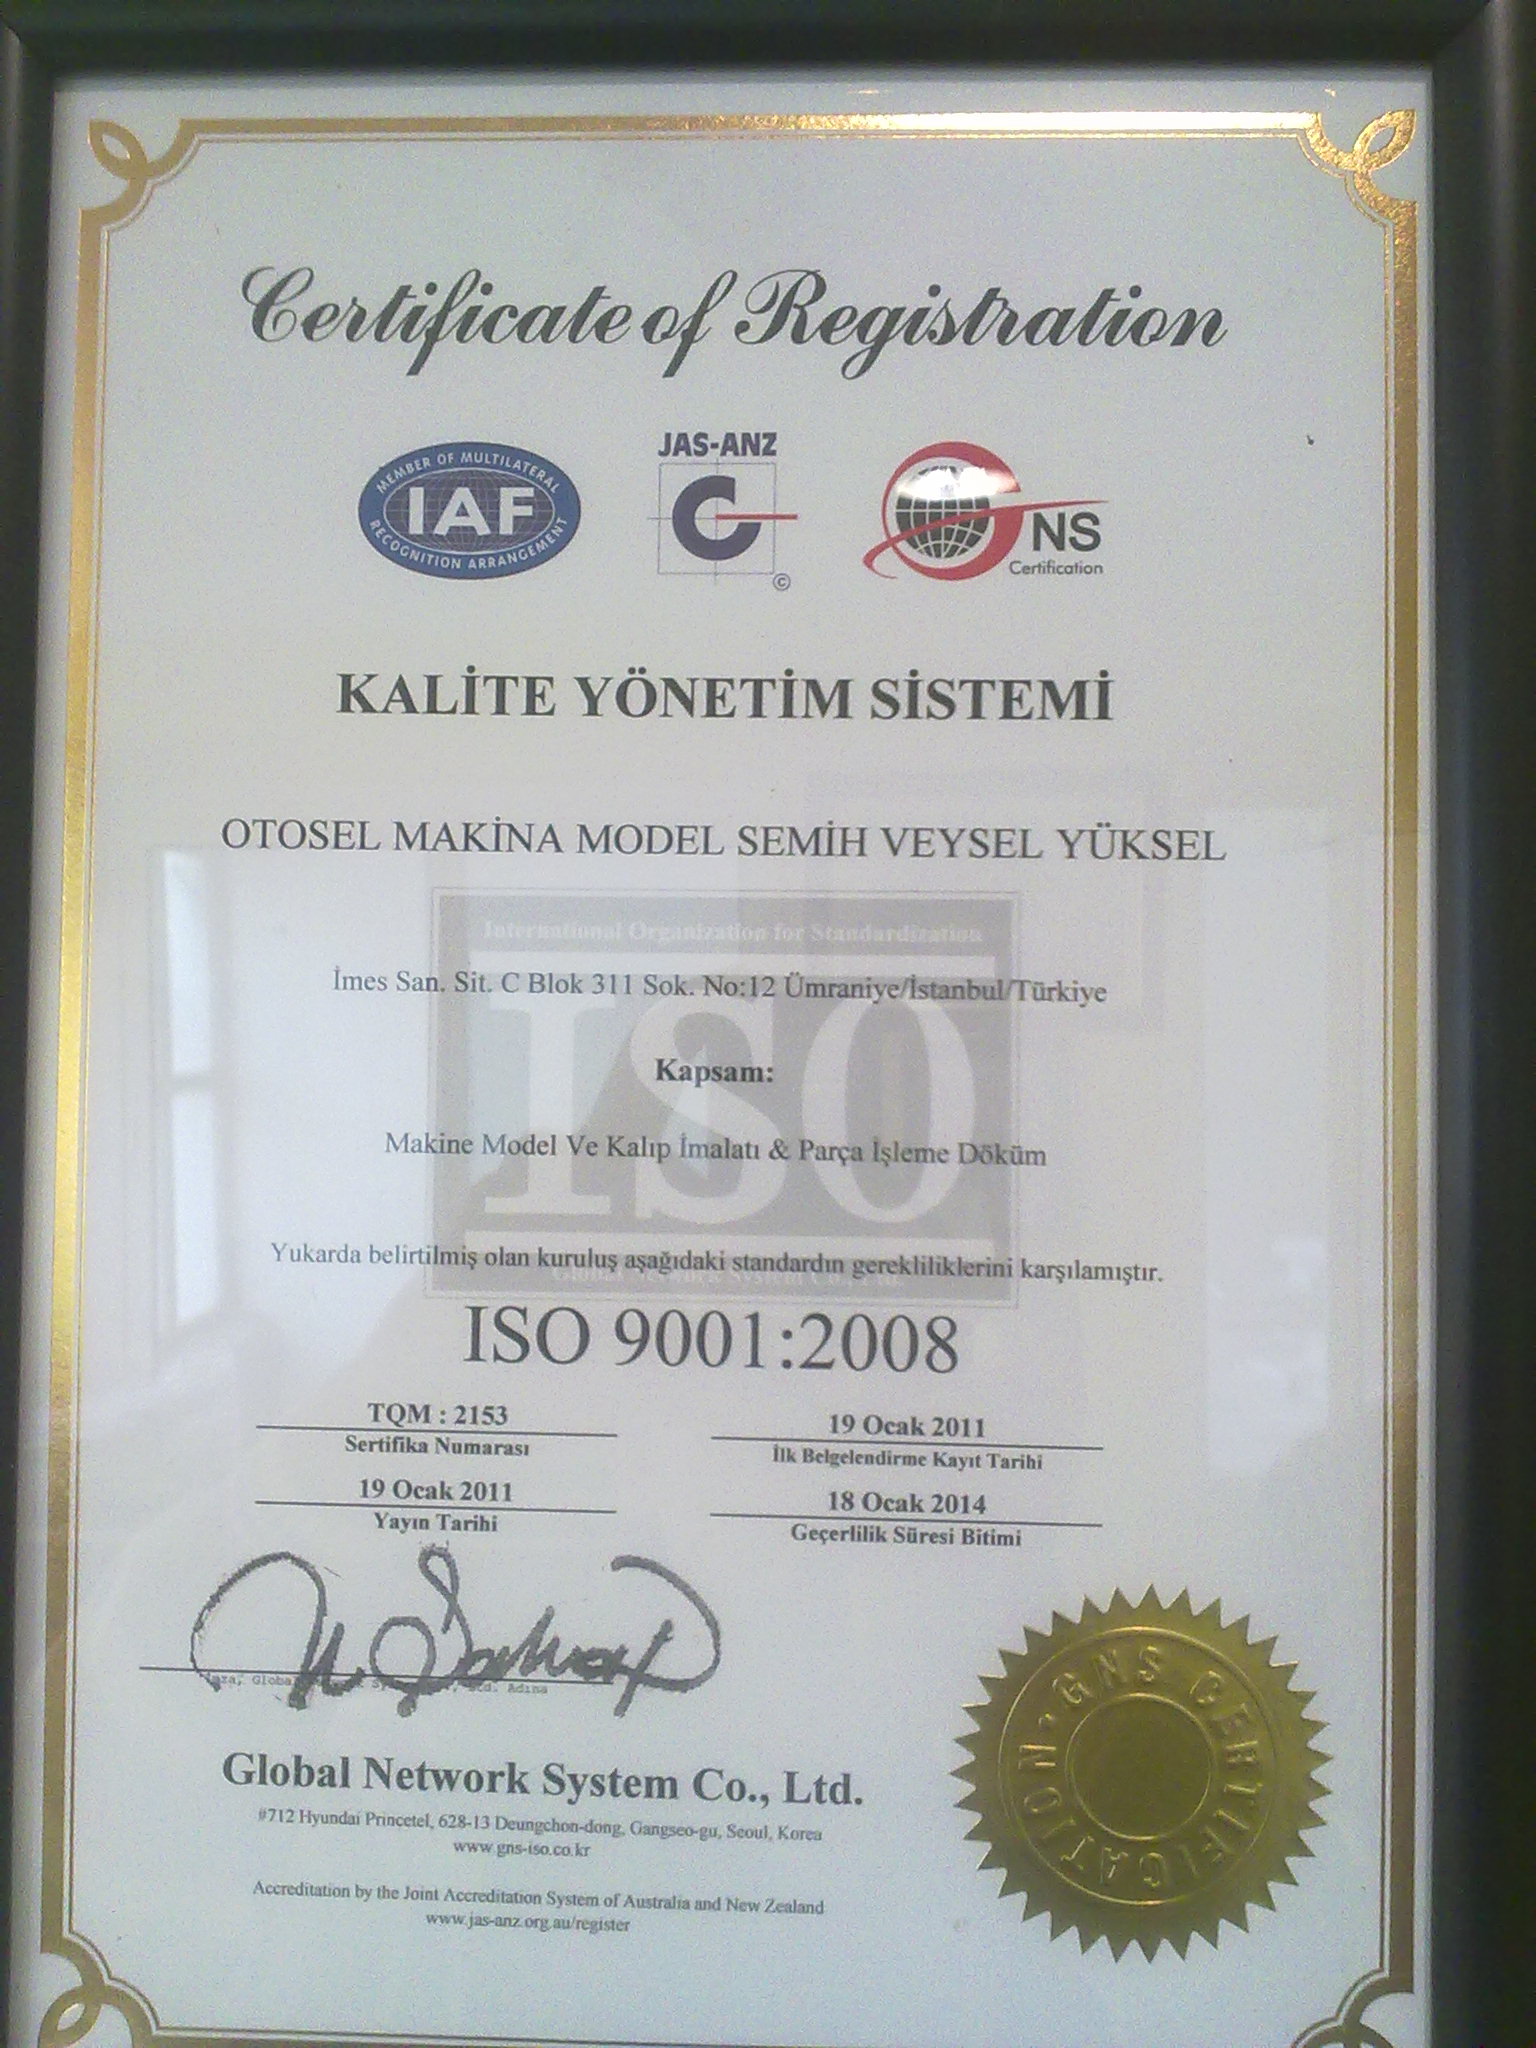 Certificate of Registration
MEMBER OF MULTILATERAL
IAF
RECOGNITION ARRANGEMENT
JAS-ANZ
©
NS
Certification
KALİTE YÖNETİM SİSTEMİ
OTOSEL MAKİNA MODEL SEMİH VEYSEL YÜKSEL
International Organization for Standardization
İmes San. Sit. C Blok 311 Sok. No:12 Ümraniye/İstanbul/Türkiye
ISO
Kapsam:
Makine Model Ve Kalıp İmalatı & Parça İşleme Döküm
Yukarda belirtilmiş olan kuruluş aşağıdaki standardın gerekliliklerini karşılamıştır.
Global Network System Co.
ISO 9001:2008
TQM : 2153
Sertifika Numarası
19 Ocak 2011
İlk Belgelendirme Kayıt Tarihi
19 Ocak 2011
Yayın Tarihi
18 Ocak 2014
Geçerlilik Süresi Bitimi
Adına
Global Network System Co., Ltd.
#712 Hyundai Princetel, 628-13 Deungchon-dong, Gangseo-gu, Seoul, Korea
www.gns-iso.co.kr
Accreditation by the Joint Accreditation System of Australia and New Zealand
www.jas-anz.org.au/register
GNS CERTIFICATION